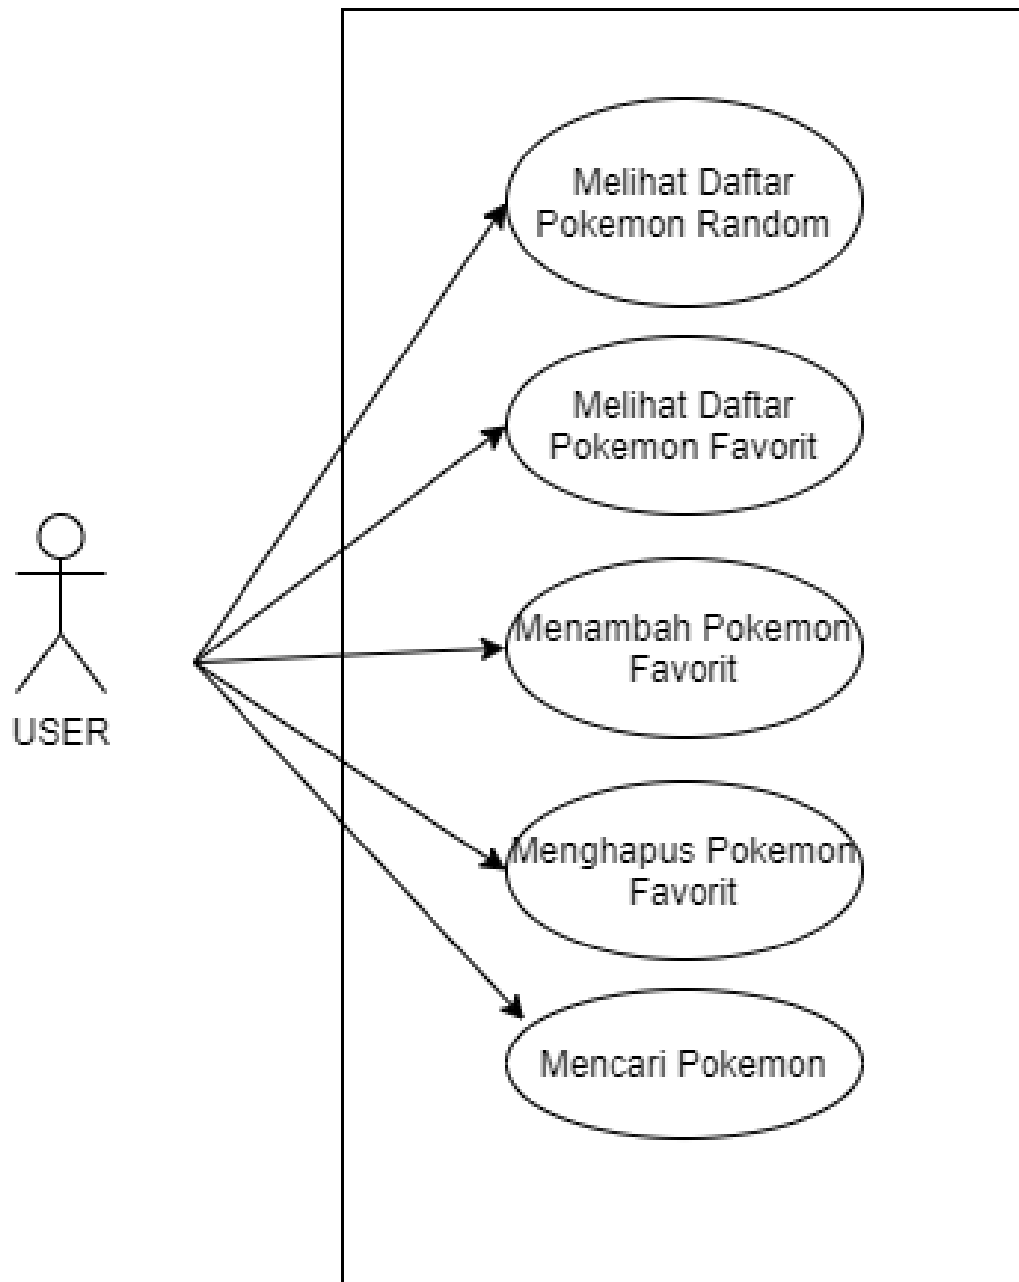 Melihat Daftar
Pokemon Random
Melihat Daftar
Pokemon Favorit
Menambah Pokemon
Favorit
USER
Menghapus Pokemon
Favorit
Mencari Pokemon